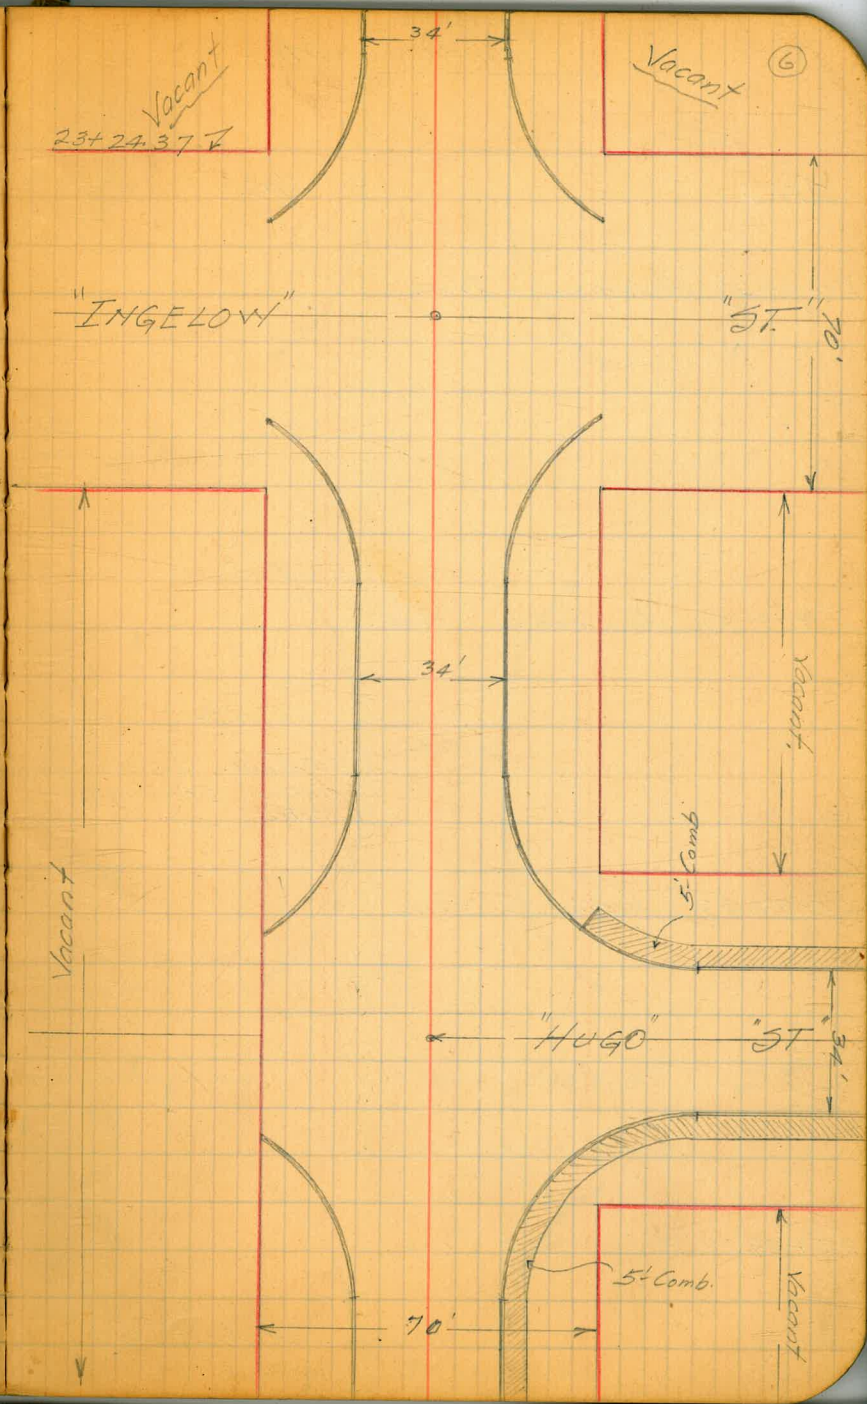 34'
Vacant
Vacant
6
23+24.37
"INGELOW"
"ST."
70'
34'
Vacant.
5'-Comb
Vacant
"HUGO"
"ST"
34'
5'-Comb.
70'
Vacant